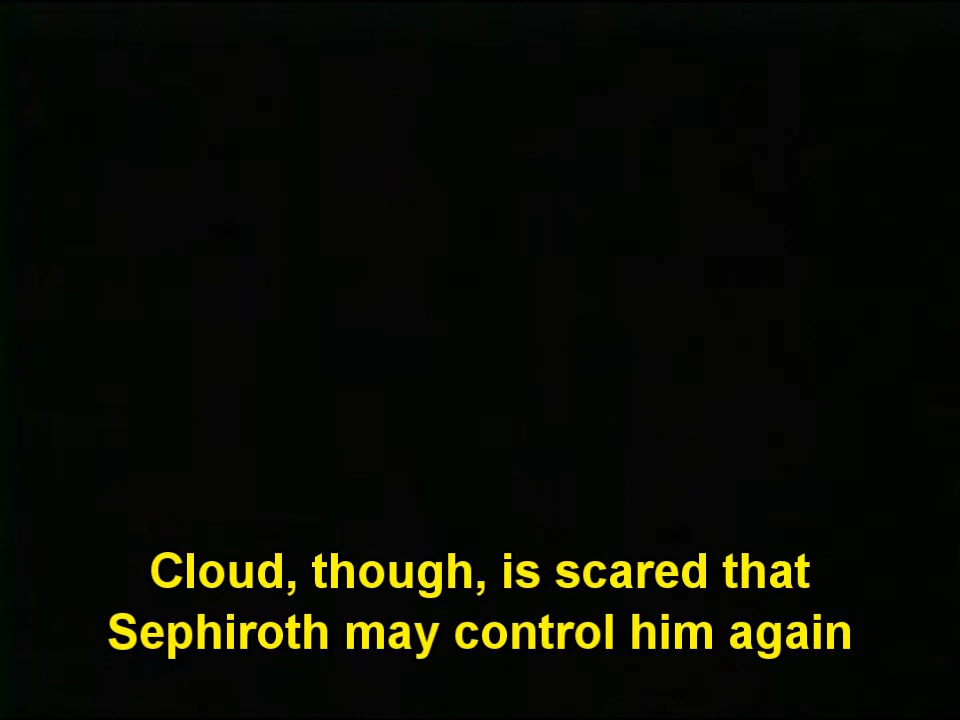 Cloud, though, is scared that
Sephiroth may control him again